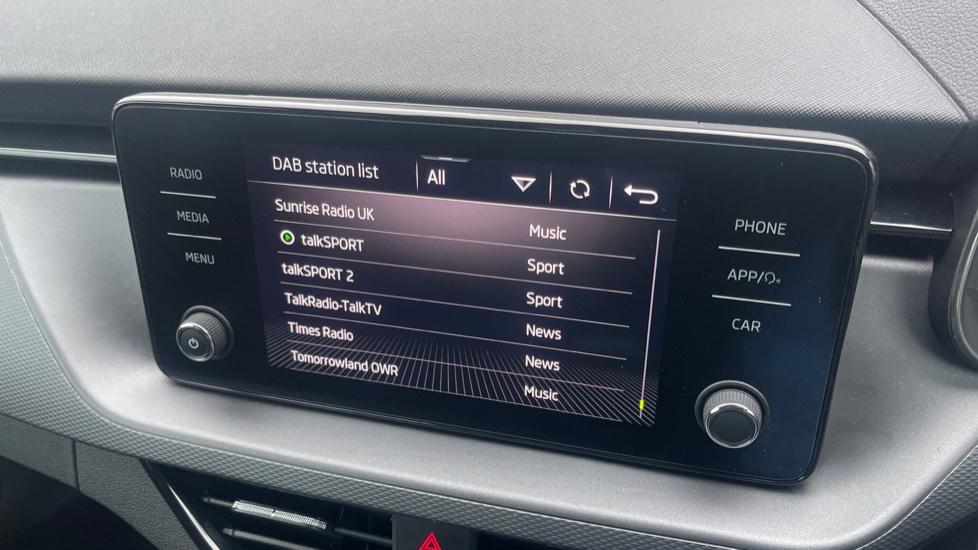 DAB station list All
Sunrise Radio UK Music
talkSPORT Sport
talkSPORT 2 Sport
TalkRadio-TalkTV News
Times Radio News
Tomorrowland OWR Music
RADIO
MEDIA
MENU
PHONE
APP/
CAR